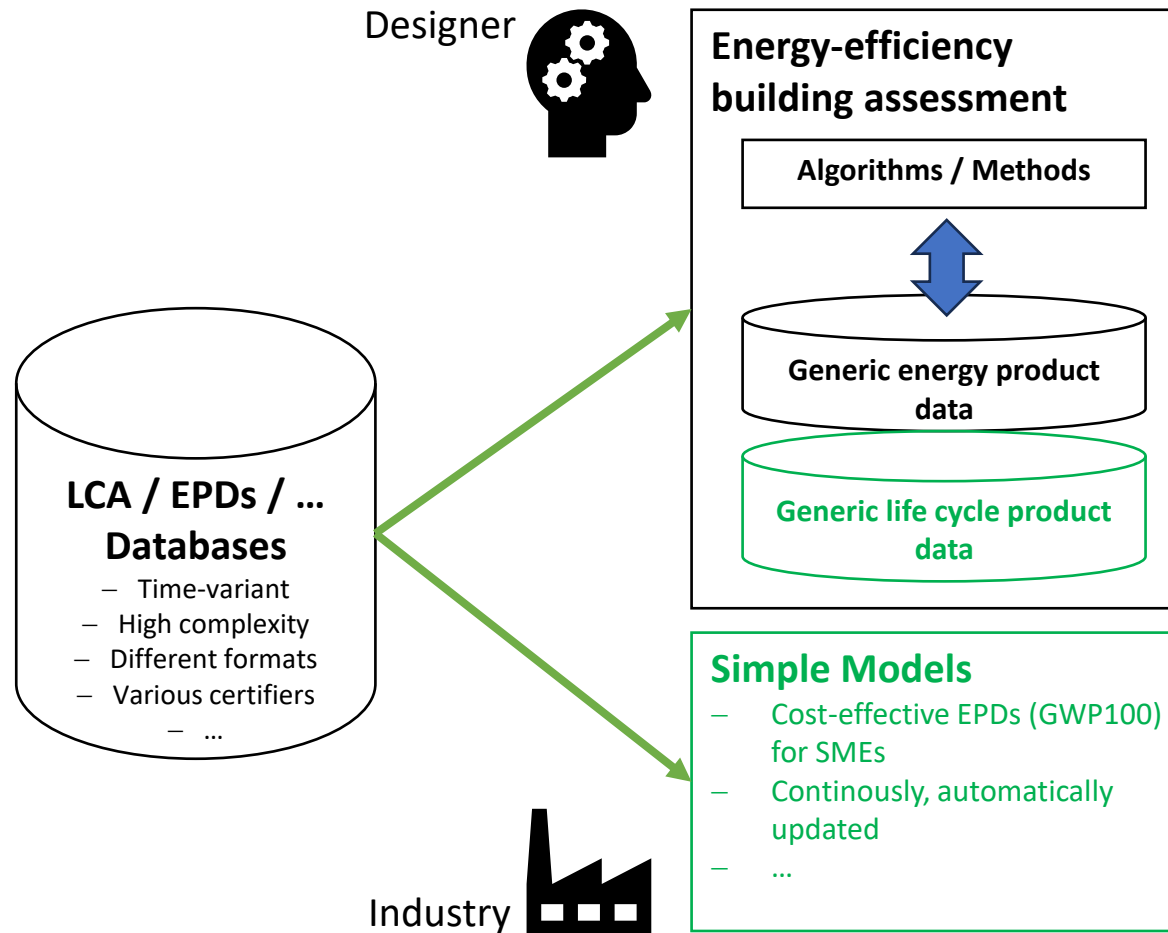 Designer
Energy-efficiency
building assessment
Algorithms / Methods
Generic energy product
data
Generic life cycle product
data
LCA / EPDs / …
Databases
– Time-variant
– High complexity
– Different formats
– Various certifiers
– …
Simple Models
– Cost-effective EPDs (GWP100)
for SMEs
– Continously, automatically
updated
– …
Industry